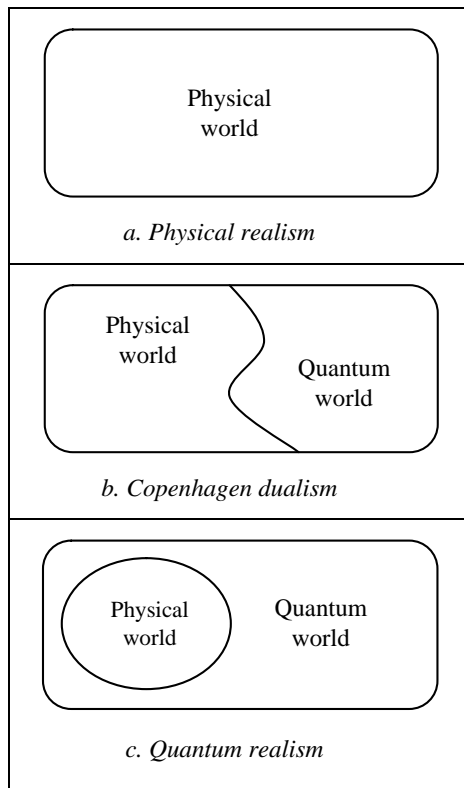 Physical
world
a. Physical realism
Physical
world
Quantum
world
b. Copenhagen dualism
Physical
world
Quantum
world
c. Quantum realism